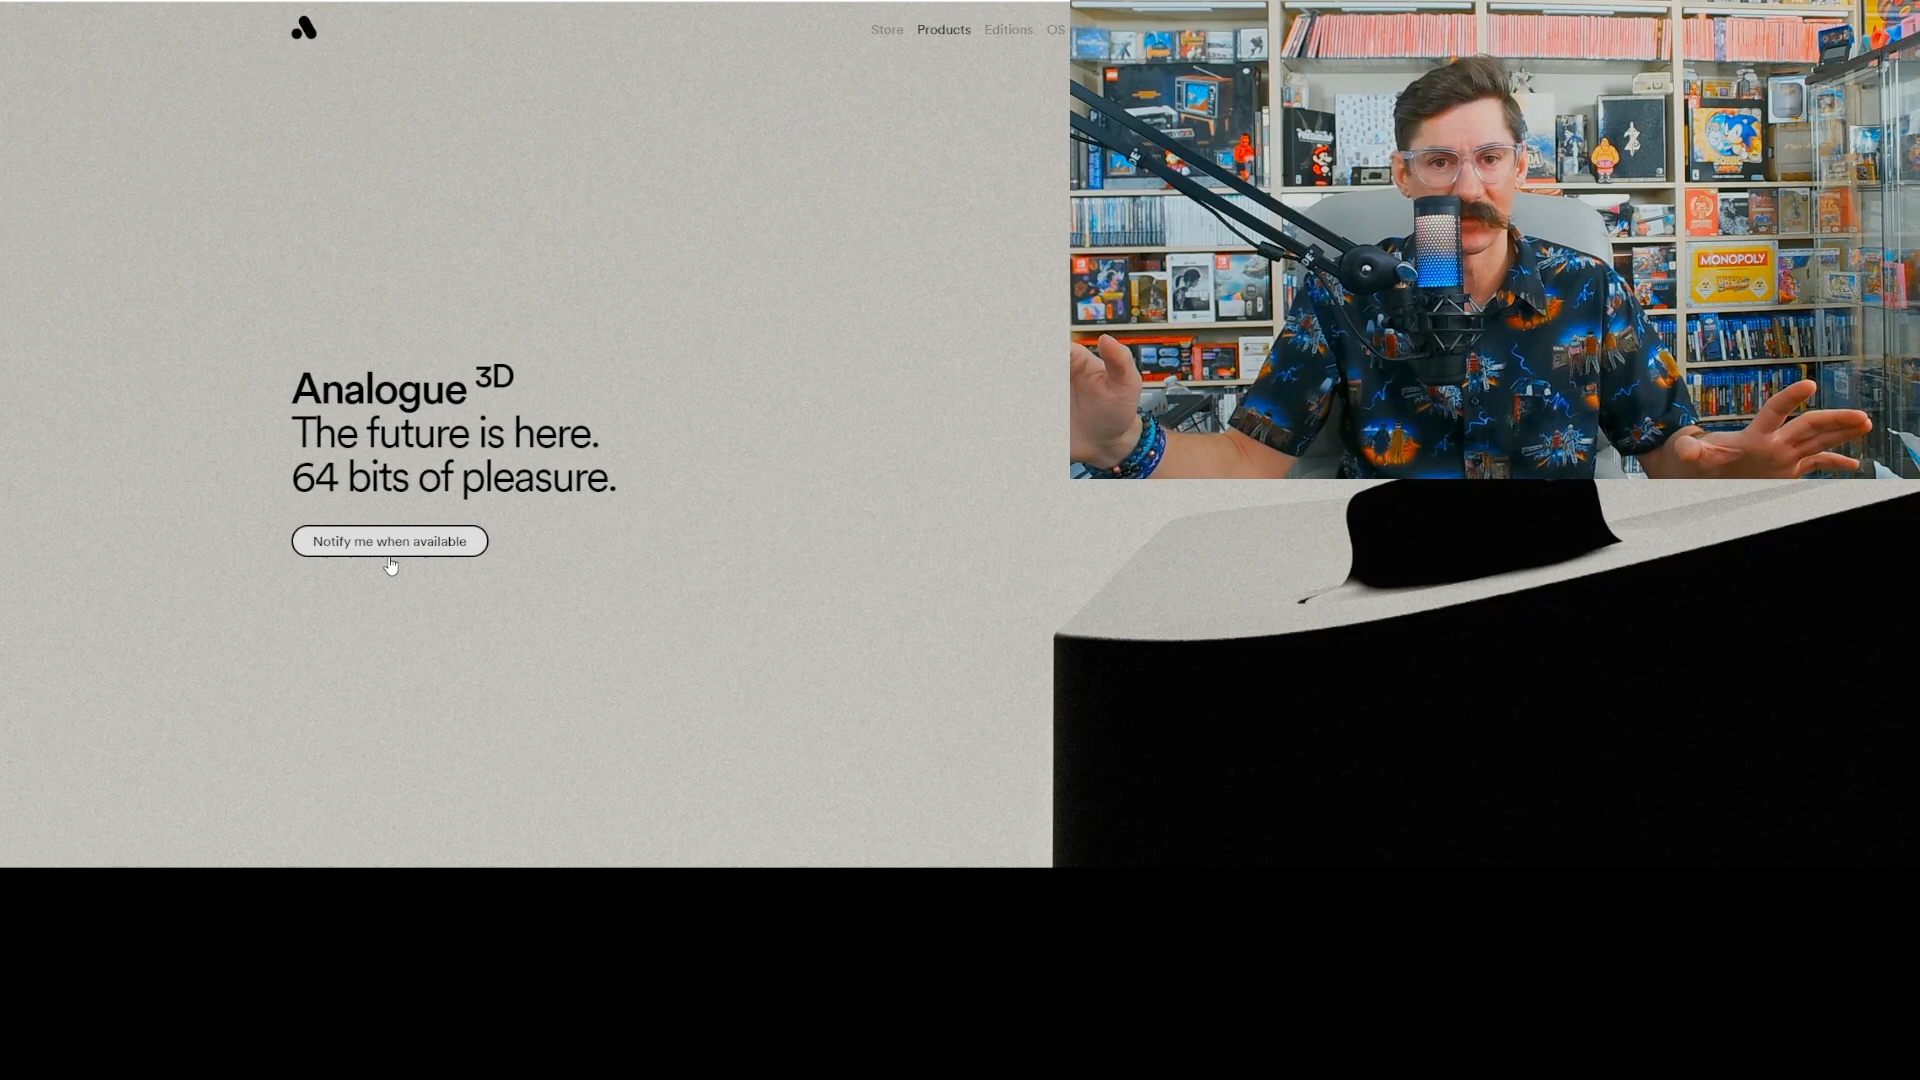 Store Products Editions OS
Analogue 3D
The future is here.
64 bits of pleasure.
Notify me when available
MONOPOLY